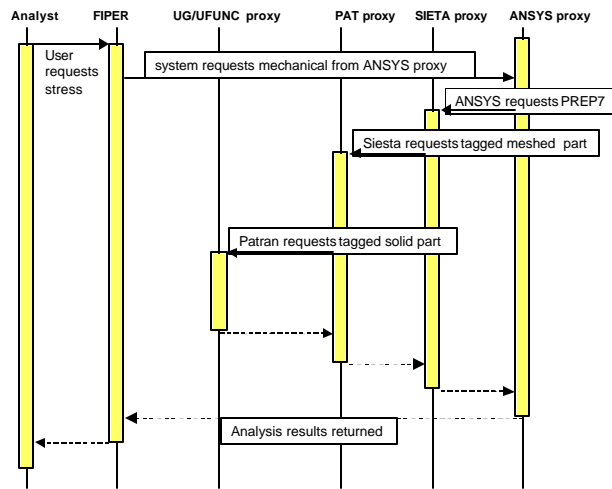 Analyst FIPER UG/UFUNC proxy PAT proxy SIETA proxy ANSYS proxy
User
requests
stress
system requests mechanical from ANSYS proxy
ANSYS requests PREP7
Siesta requests tagged meshed part
Patran requests tagged solid part
Analysis results returned